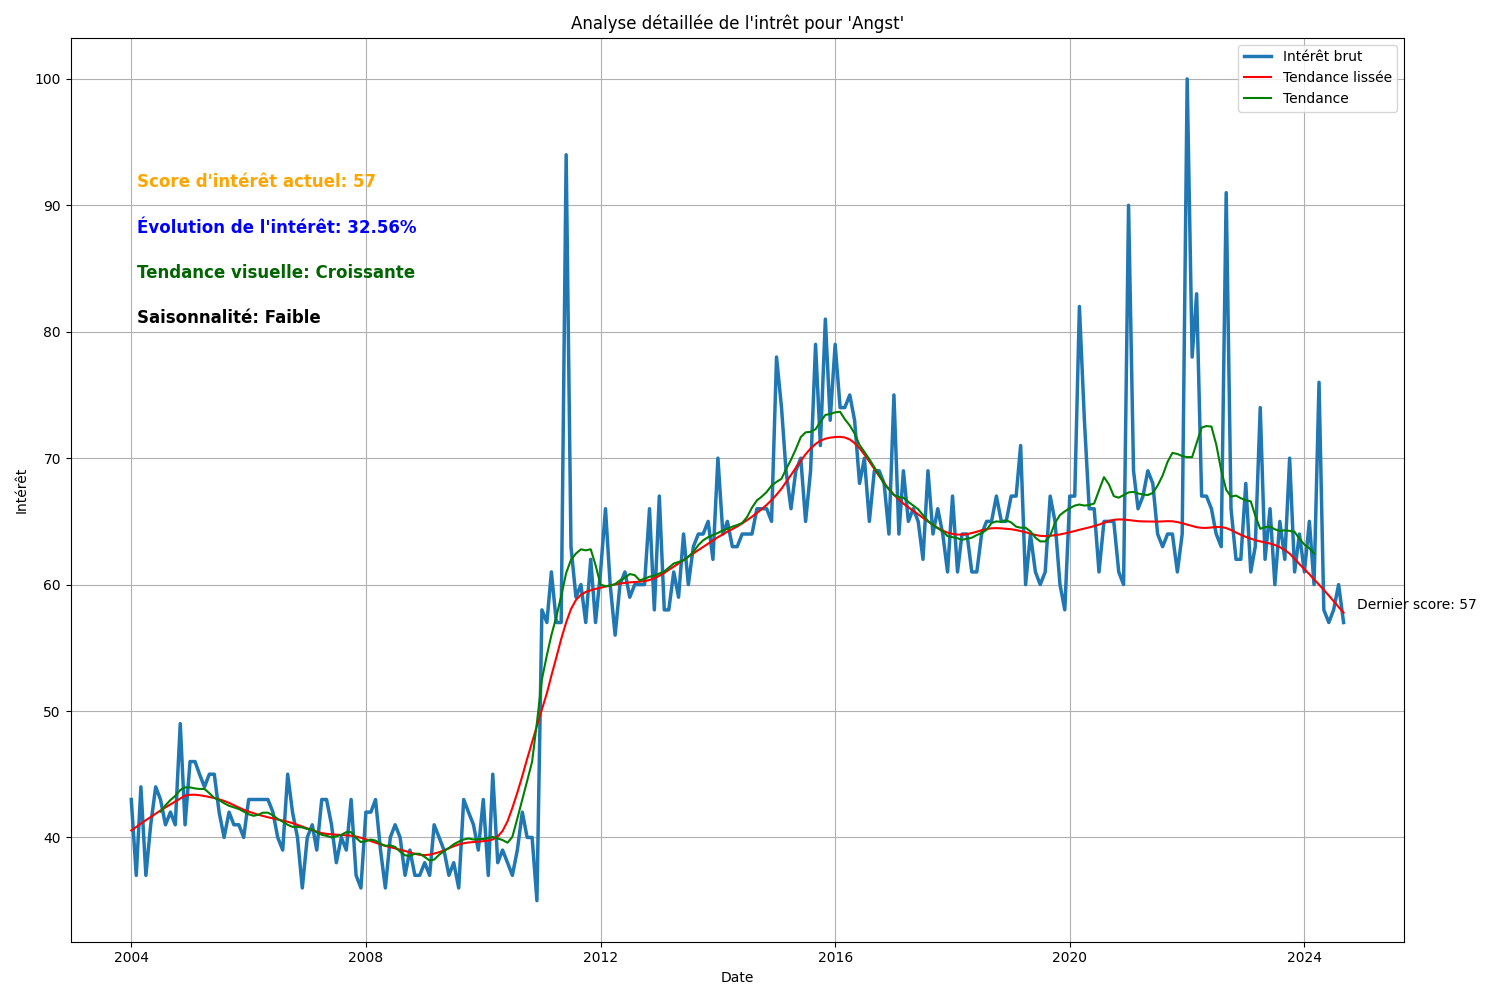 Analyse détaillée de l'intrêt pour 'Angst'
Intérêt brut
Tendance lissée
Tendance
Score d'intérêt actuel: 57
Évolution de l'intérêt: 32.56%
Tendance visuelle: Croissante
Saisonnalité: Faible
Dernier score: 57
Intérêt
100
90
80
70
60
50
40
2004
2008
2012
2016
2020
2024
Date